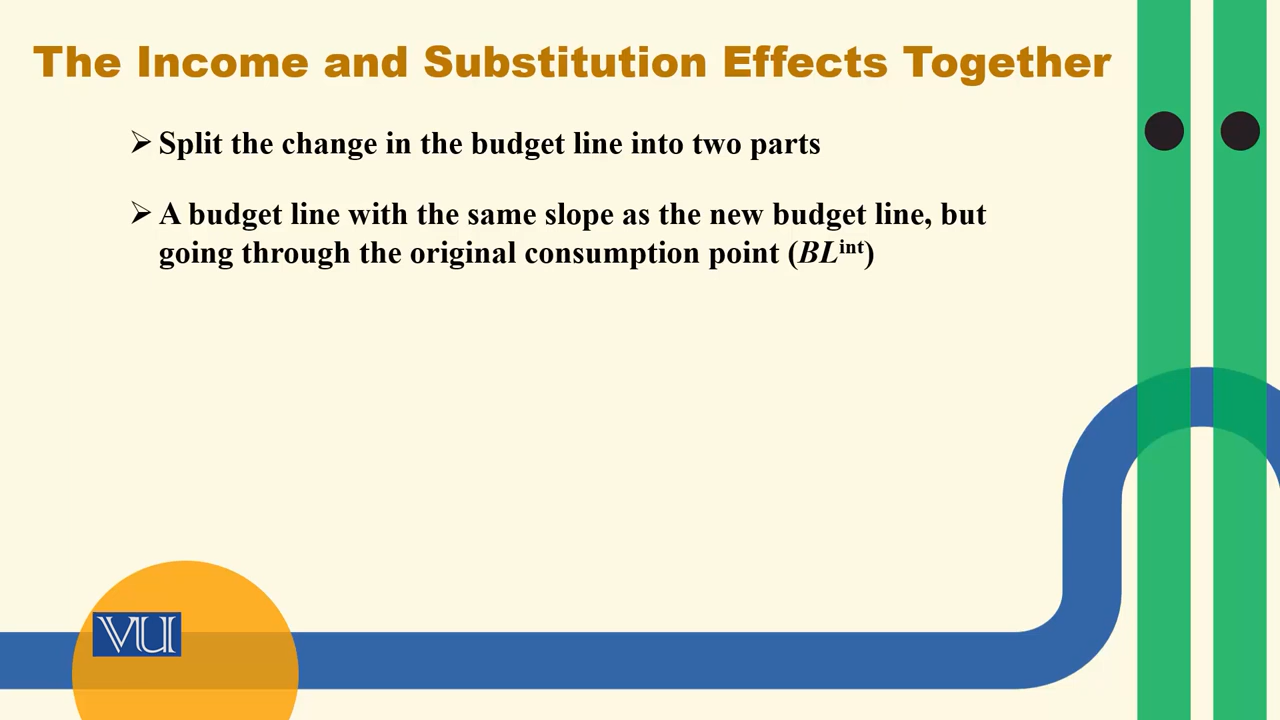 The Income and Substitution Effects Together
➢ Split the change in the budget line into two parts
➢ A budget line with the same slope as the new budget line, but
going through the original consumption point (BLint)
VU